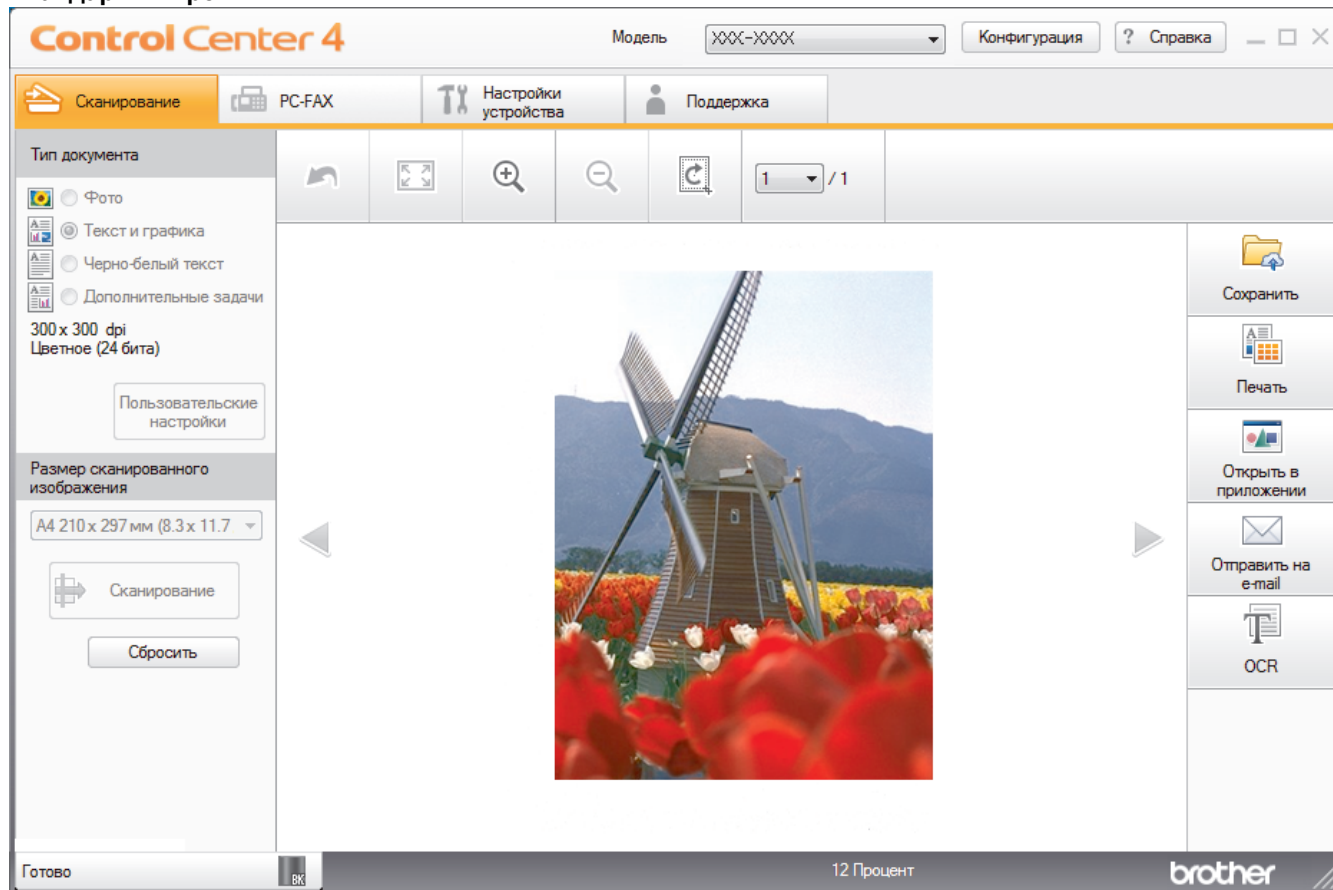 Control Center 4
Модель
XXX-XXXX
Конфигурация
? Справка
Сканирование
PC-FAX
Настройки
устройства
Поддержка
Тип документа
Фото
Текст и графика
Черно-белый текст
Дополнительные задачи
300 x 300 dpi
Цветное (24 бита)
Пользовательские
настройки
Размер сканированного
изображения
A4 210 x 297 мм (8.3 x 11.7
Сканирование
Сбросить
1 / 1
Сохранить
Печать
Открыть в
приложении
Отправить на
e-mail
OCR
Готово
BK
12 Процент
brother